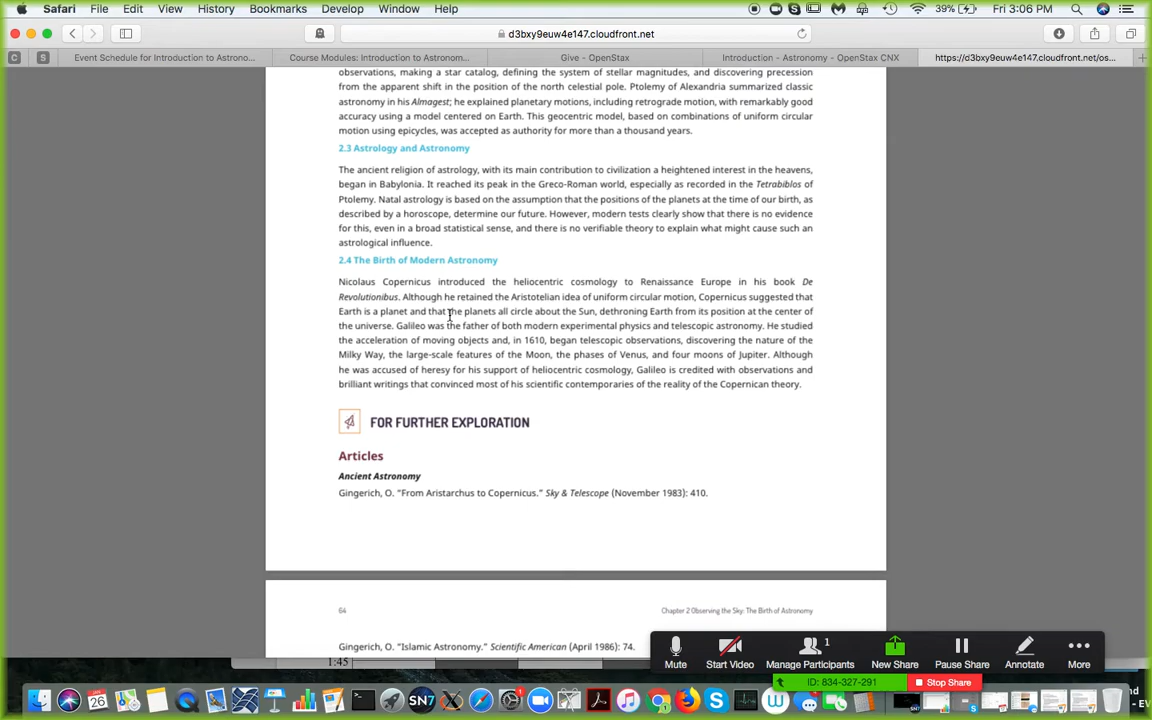 Safari File Edit View History Bookmarks Develop Window Help 39% Fri 3:06 PM
d3bxy9euw4e147.cloudfront.net
C S Event Schedule for Introduction to Astrono... Course Modules: Introduction to Astronom... Give - OpenStax Introduction - Astronomy - OpenStax CNX https://d3bxy9euw4e147.cloudfront.net/os...
observations, making a star catalog, defining the system of stellar magnitudes, and discovering precession
from the apparent shift in the position of the north celestial pole. Ptolemy of Alexandria summarized classic
astronomy in his Almagest; he explained planetary motions, including retrograde motion, with remarkably good
accuracy using a model centered on Earth. This geocentric model, based on combinations of uniform circular
motion using epicycles, was accepted as authority for more than a thousand years.
2.3 Astrology and Astronomy
The ancient religion of astrology, with its main contribution to civilization a heightened interest in the heavens,
began in Babylonia. It reached its peak in the Greco-Roman world, especially as recorded in the Tetrabiblos of
Ptolemy. Natal astrology is based on the assumption that the positions of the planets at the time of our birth, as
described by a horoscope, determine our future. However, modern tests clearly show that there is no evidence
for this, even in a broad statistical sense, and there is no verifiable theory to explain what might cause such an
astrological influence.
2.4 The Birth of Modern Astronomy
Nicolaus Copernicus introduced the heliocentric cosmology to Renaissance Europe in his book De
Revolutionibus. Although he retained the Aristotelian idea of uniform circular motion, Copernicus suggested that
Earth is a planet and that the planets all circle about the Sun, dethroning Earth from its position at the center of
the universe. Galileo was the father of both modern experimental physics and telescopic astronomy. He studied
the acceleration of moving objects and, in 1610, began telescopic observations, discovering the nature of the
Milky Way, the large-scale features of the Moon, the phases of Venus, and four moons of Jupiter. Although
he was accused of heresy for his support of heliocentric cosmology, Galileo is credited with observations and
brilliant writings that convinced most of his scientific contemporaries of the reality of the Copernican theory.
FOR FURTHER EXPLORATION
Articles
Ancient Astronomy
Gingerich, O. "From Aristarchus to Copernicus." Sky & Telescope (November 1983): 410.
64 Chapter 2 Observing the Sky: The Birth of Astronomy
Gingerich, O. "Islamic Astronomy." Scientific American (April 1986): 74.
1:45
1
Mute Start Video Manage Participants New Share Pause Share Annotate More
ID: 834-327-291 Stop Share
26 SN7